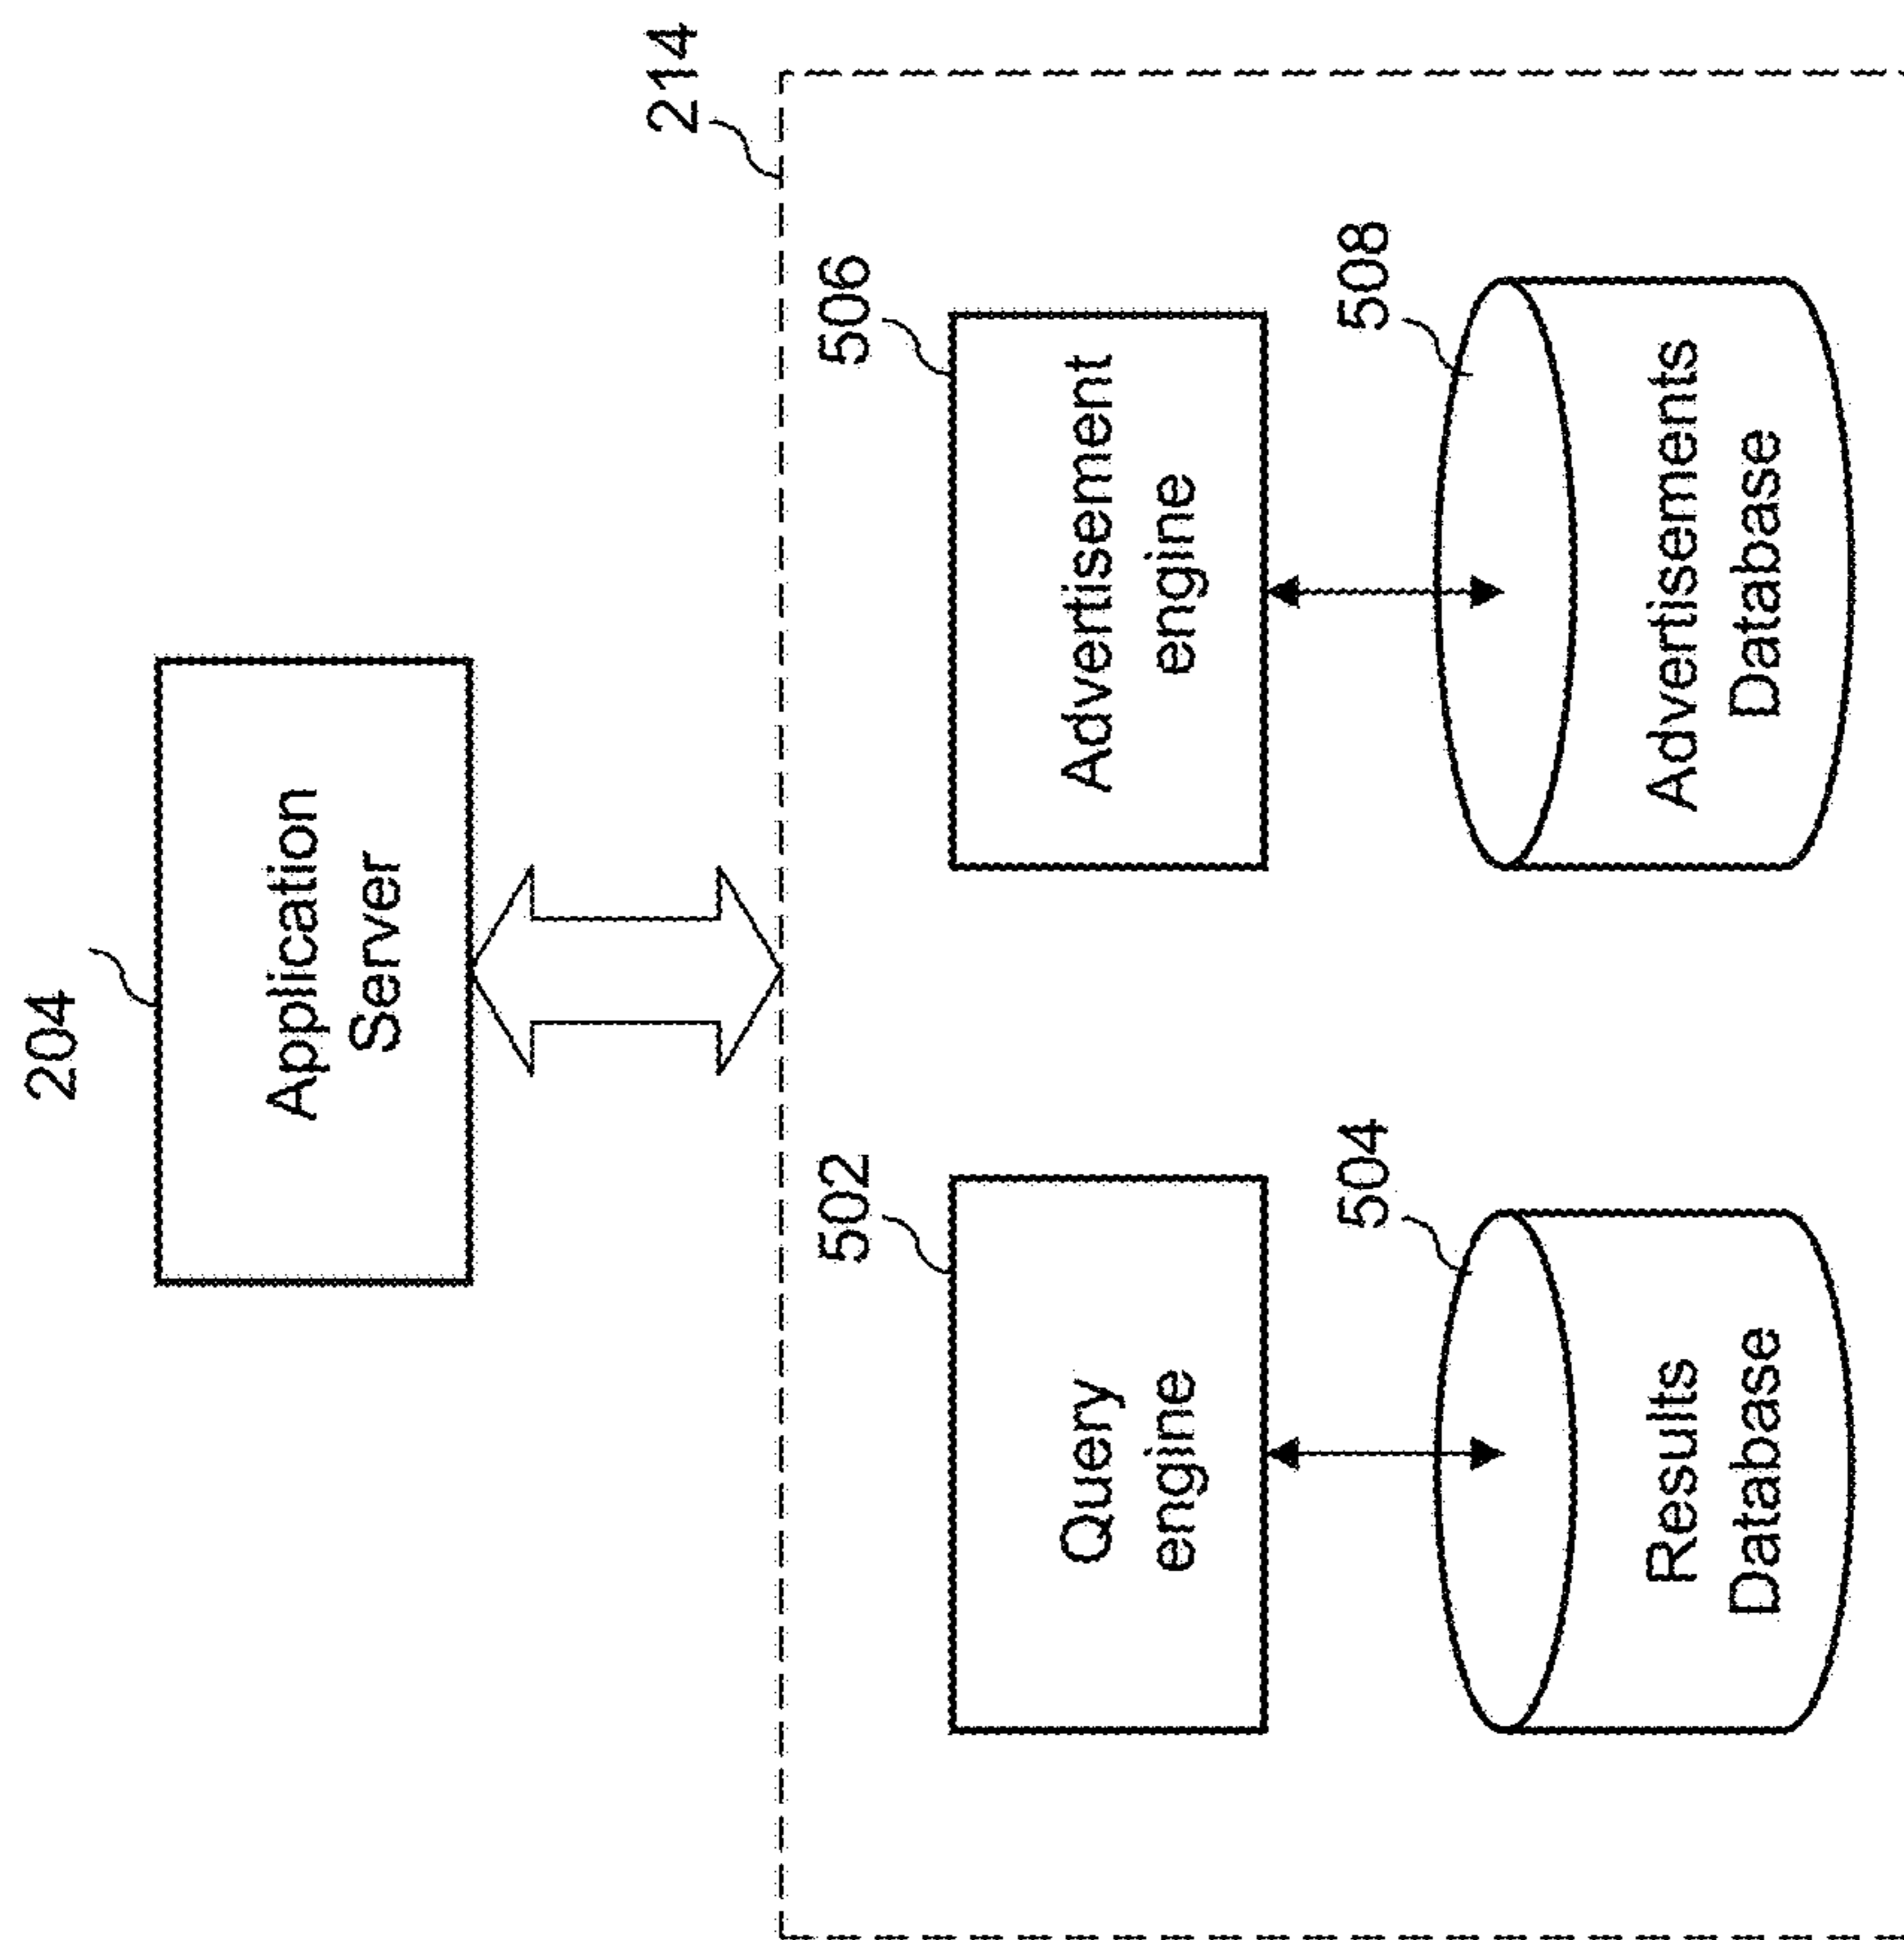 204
Application
Server
214
502
Query
engine
504
Results
Database
506
Advertisement
engine
508
Advertisements
Database